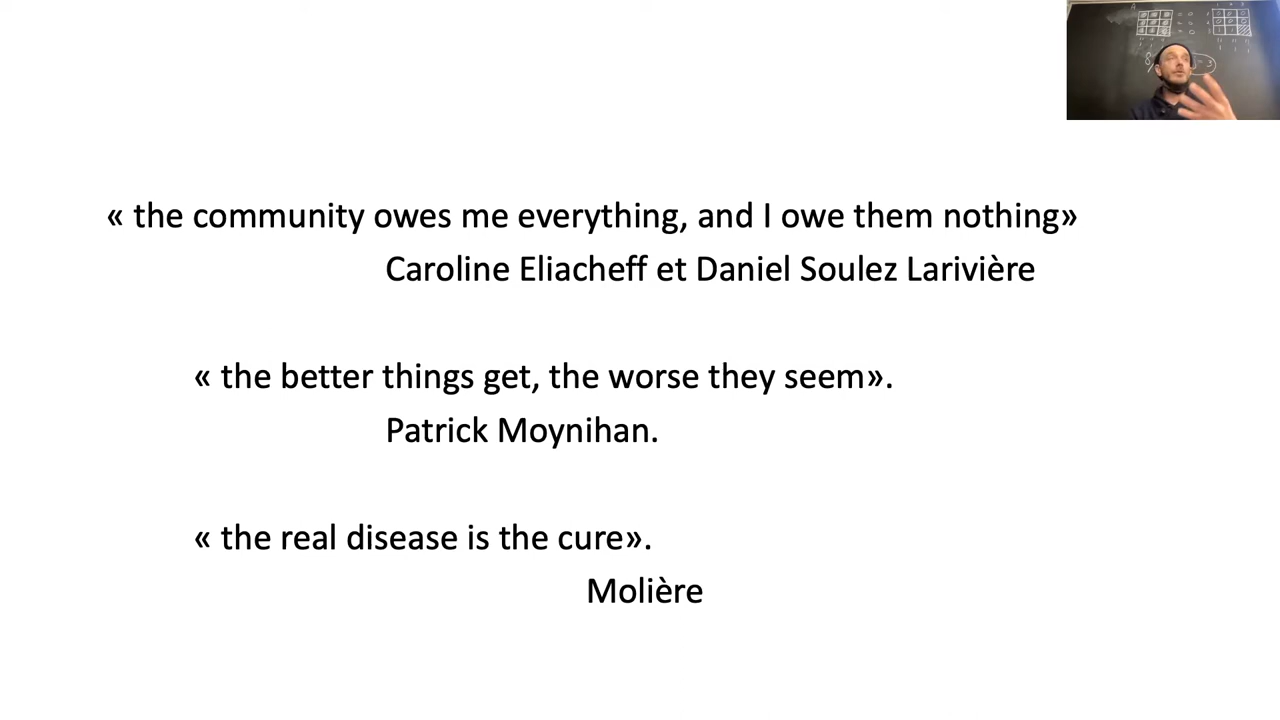 « the community owes me everything, and I owe them nothing»
Caroline Eliacheff et Daniel Soulez Larivière
« the better things get, the worse they seem».
Patrick Moynihan.
« the real disease is the cure».
Molière